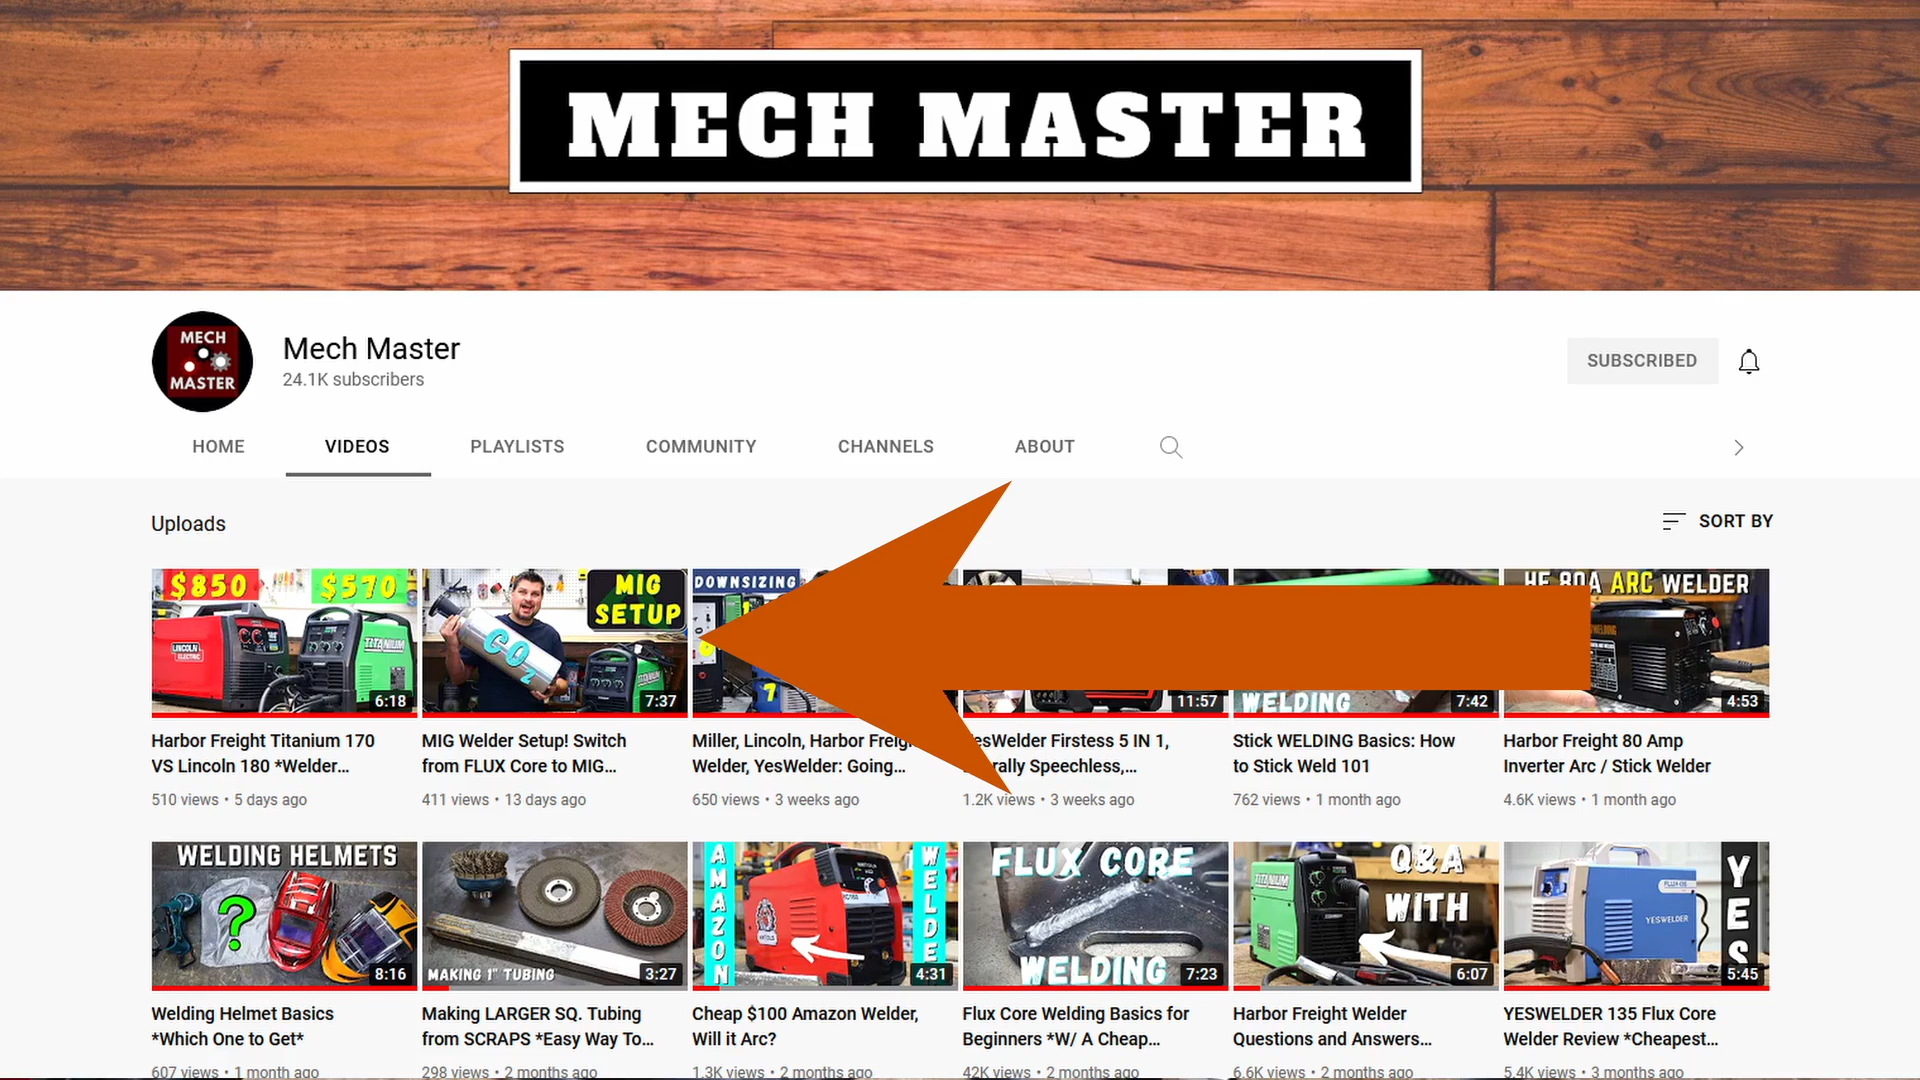 MECH MASTER
MECH
MASTER
Mech Master
24.1K subscribers
SUBSCRIBED
HOME
VIDEOS
PLAYLISTS
COMMUNITY
CHANNELS
ABOUT
Uploads
SORT BY
$850
$570
LINCOLN
ELECTRIC
TITANIUM
6:18
MIG
SETUP
CO2
7:37
DOWNSIZING
7
11:57
WELDING
7:42
HF 80A ARC WELDER
4:53
Harbor Freight Titanium 170
VS Lincoln 180 *Welder...
510 views • 5 days ago
MIG Welder Setup! Switch
from FLUX Core to MIG...
411 views • 13 days ago
Miller, Lincoln, Harbor Freig
Welder, YesWelder: Going...
650 views • 3 weeks ago
esWelder Firstess 5 IN 1,
rally Speechless,...
1.2K views • 3 weeks ago
Stick WELDING Basics: How
to Stick Weld 101
762 views • 1 month ago
Harbor Freight 80 Amp
Inverter Arc / Stick Welder
4.6K views • 1 month ago
WELDING HELMETS
?
8:16
MAKING 1" TUBING
3:27
AMAZON
WELDE
4:31
FLUX CORE
WELDING
7:23
TITANIUM
Q&A
WITH
6:07
YESWELDER
YES
5:45
Welding Helmet Basics
*Which One to Get*
607 views • 1 month ago
Making LARGER SQ. Tubing
from SCRAPS *Easy Way To...
298 views • 2 months ago
Cheap $100 Amazon Welder,
Will it Arc?
1.3K views • 2 months ago
Flux Core Welding Basics for
Beginners *W/ A Cheap...
42K views • 2 months ago
Harbor Freight Welder
Questions and Answers...
6.6K views • 2 months ago
YESWELDER 135 Flux Core
Welder Review *Cheapest...
5.4K views • 3 months ago